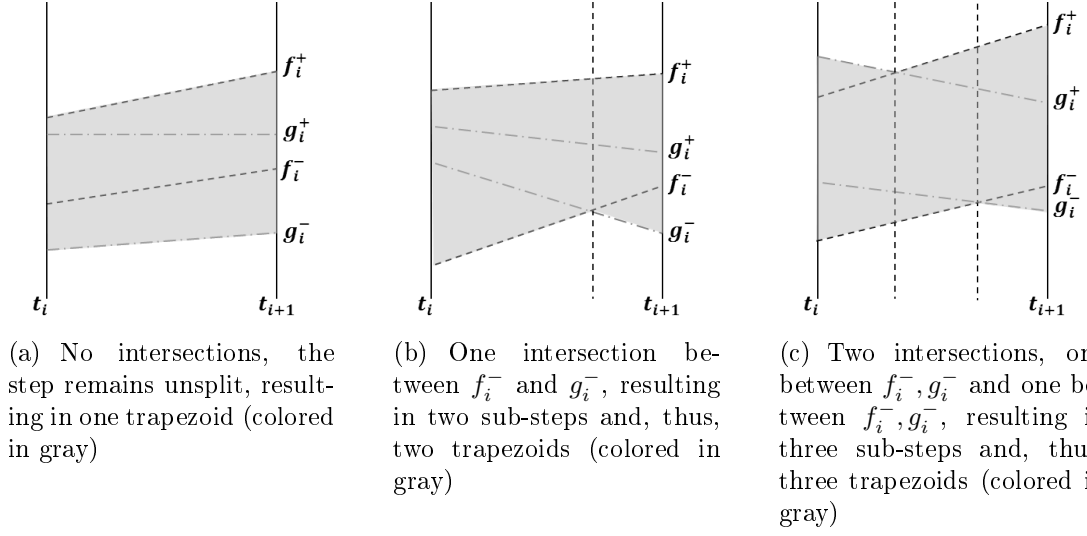 f_i^+
g_i^+
f_i^-
g_i^-
t_i
t_{i+1}
f_i^+
g_i^+
f_i^-
g_i^-
t_i
t_{i+1}
f_i^+
g_i^+
f_i^-
g_i^-
t_i
t_{i+1}
(a) No intersections, the
step remains unsplit, result-
ing in one trapezoid (colored
in gray)
(b) One intersection be-
tween f_i^- and g_i^-, resulting
in two sub-steps and, thus,
two trapezoids (colored in
gray)
(c) Two intersections, on
between f_i^-, g_i^- and one be
tween f_i^-, g_i^-, resulting i
three sub-steps and, thu
three trapezoids (colored i
gray)